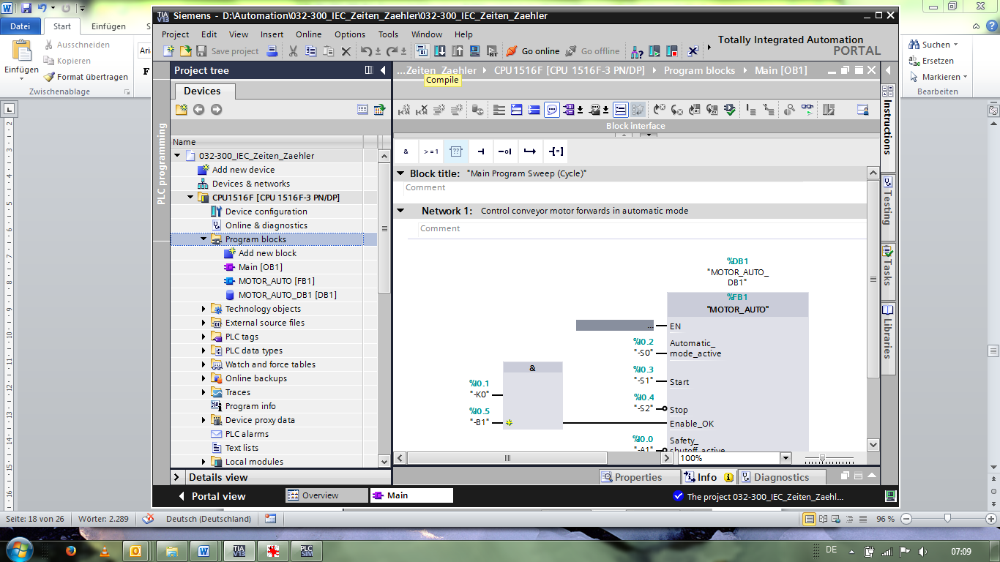 Siemens - D:\Automation\032-300_IEC_Zeiten_Zaehler\032-300_IEC_Zeiten_Zaehler
TIA
V13
W
Datei
Start
Einfügen
S
Project Edit View Insert Online Options Tools Window Help
Totally Integrated Automation
PORTAL
Save project
Go online
Go offline
Einfügen
Ausschneiden
Kopieren
Format übertragen
Zwischenablage
Ari
F
Suchen
Ersetzen
Markieren
Bearbeiten
Project tree
...Zeiten_Zaehler CPU1516F [CPU 1516F-3 PN/DP] Program blocks Main [OB1]
Compile
Devices
PLC programming
Block interface
Name
032-300_IEC_Zeiten_Zaehler
Add new device
Devices & networks
CPU1516F [CPU 1516F-3 PN/DP]
Device configuration
Online & diagnostics
Program blocks
Add new block
Main [OB1]
MOTOR_AUTO [FB1]
MOTOR_AUTO_DB1 [DB1]
Technology objects
External source files
PLC tags
PLC data types
Watch and force tables
Online backups
Traces
Program info
Device proxy data
PLC alarms
Text lists
Local modules
Details view
& >=1 ?? -| -o| [=]
Block title: "Main Program Sweep (Cycle)"
Comment
Network 1: Control conveyor motor forwards in automatic mode
Comment
%DB1
"MOTOR_AUTO_
DB1"
%FB1
"MOTOR_AUTO"
... EN
%I0.2
"-S0"
Automatic_
mode_active
%I0.3
"-S1"
Start
%I0.4
"-S2"
Stop
&
%I0.1
"-K0"
%I0.5
"-B1"
Enable_OK
%I0.0
"-A1"
Safety_
shutoff_active
100%
Instructions
Testing
Tasks
Libraries
Properties
Info
Diagnostics
Portal view
Overview
Main
The project 032-300_IEC_Zeiten_Zaehl...
Seite: 18 von 26
Wörter: 2.289
Deutsch (Deutschland)
96 %
TIA
V13
PLC
SIM
DE
07:09